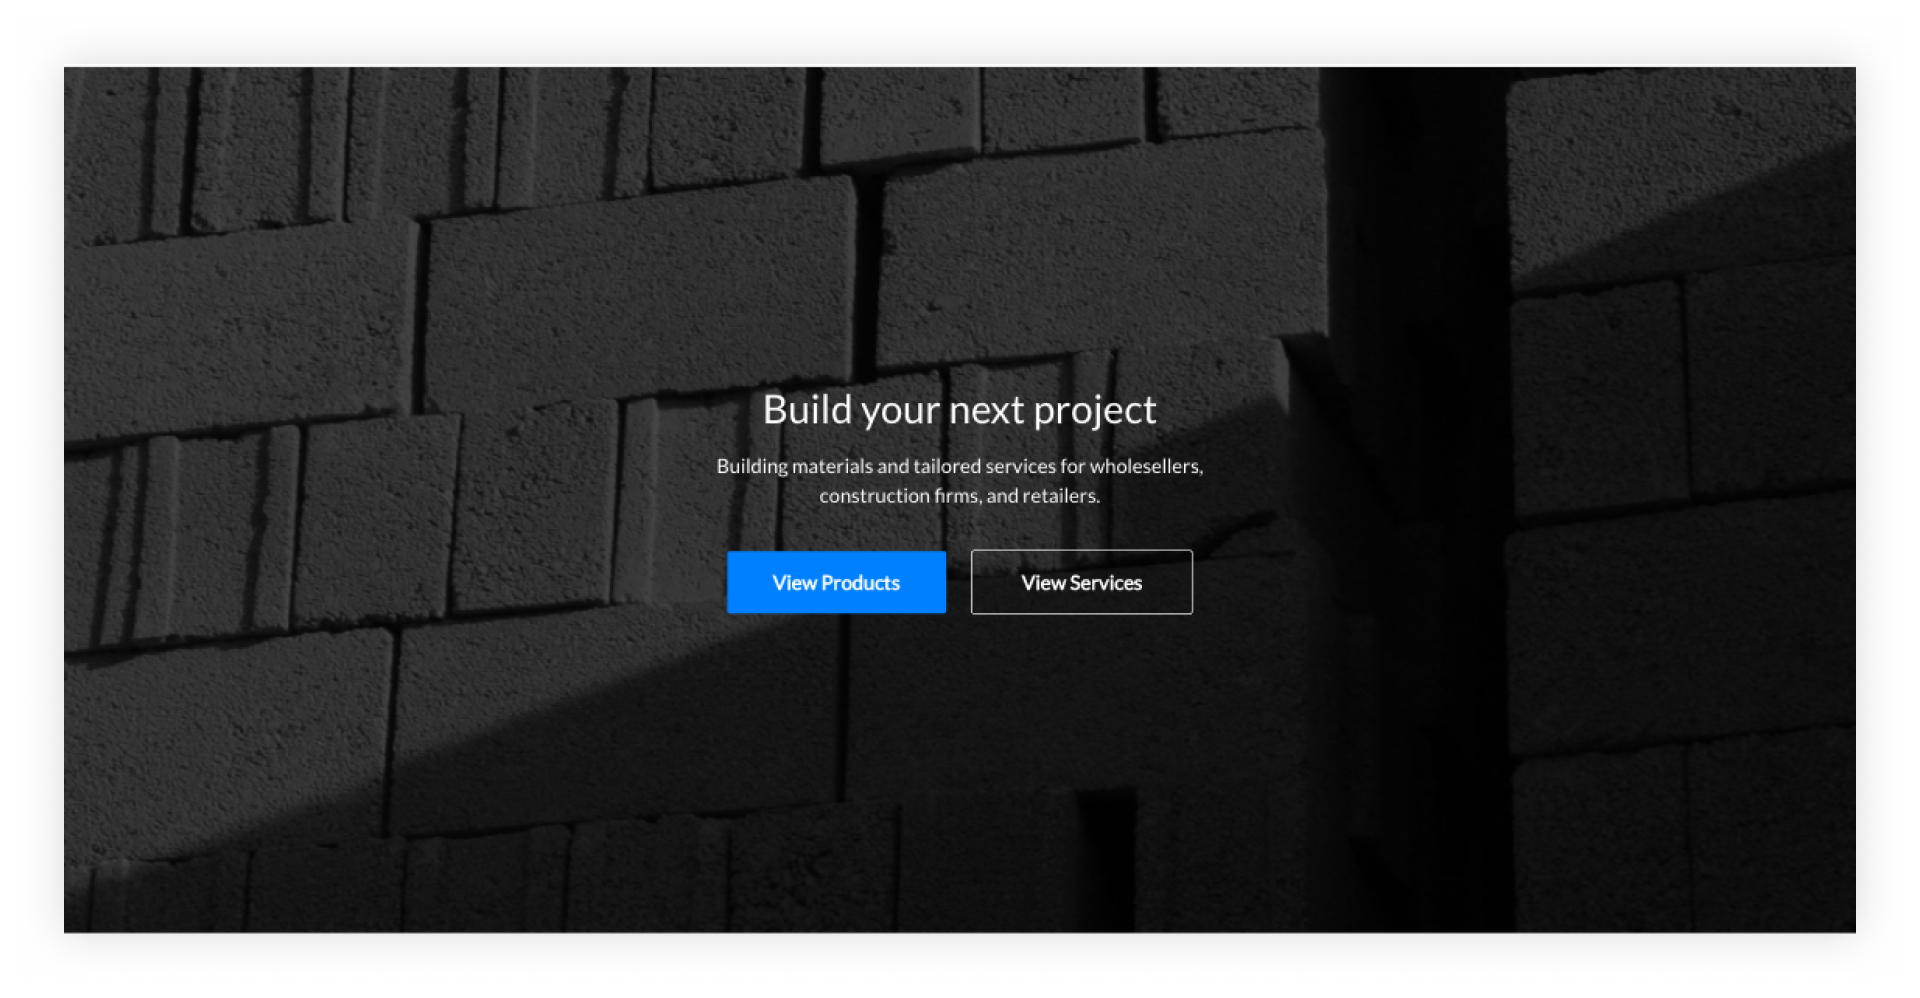 Build your next project
Building materials and tailored services for wholesellers,
construction firms, and retailers.
View Products
View Services